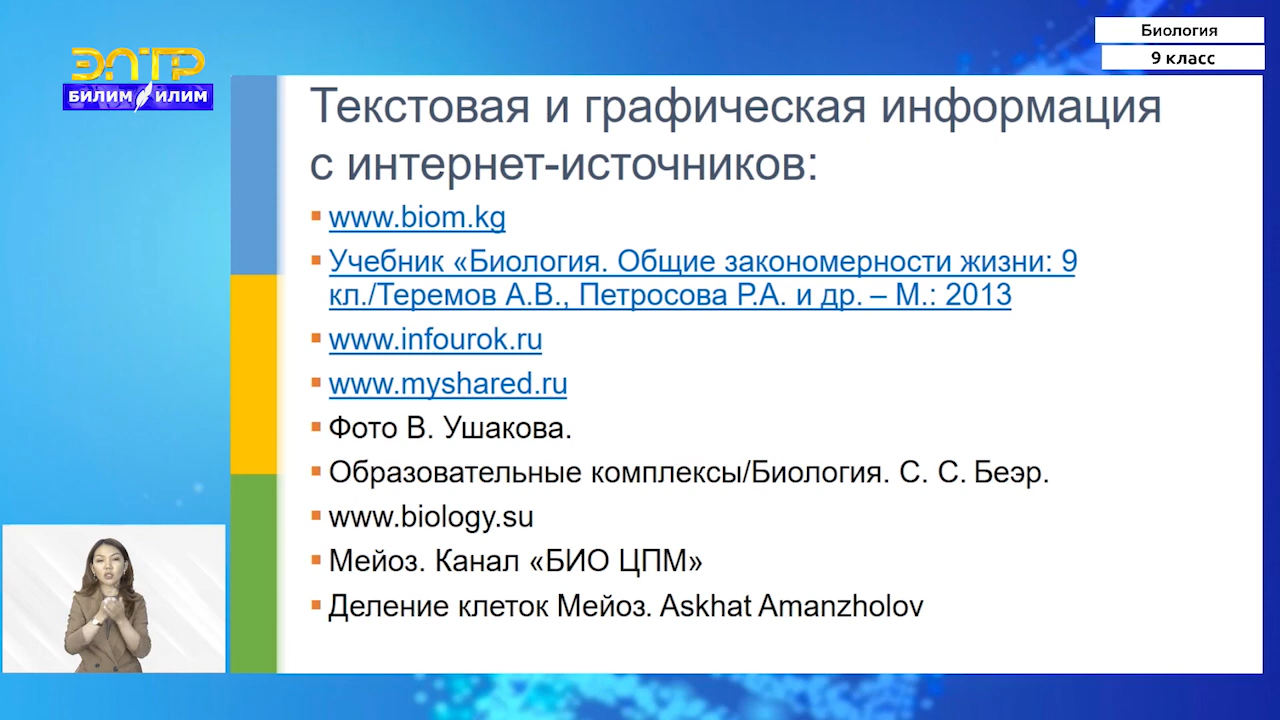 Биология
9 класс
ЭЛТР
БИЛИМ ИЛИМ
Текстовая и графическая информация
с интернет-источников:
www.biom.kg
Учебник «Биология. Общие закономерности жизни: 9
кл./Теремов А.В., Петросова Р.А. и др. – М.: 2013
www.infourok.ru
www.myshared.ru
Фото В. Ушакова.
Образовательные комплексы/Биология. С. С. Беэр.
www.biology.su
Мейоз. Канал «БИО ЦПМ»
Деление клеток Мейоз. Askhat Amanzholov